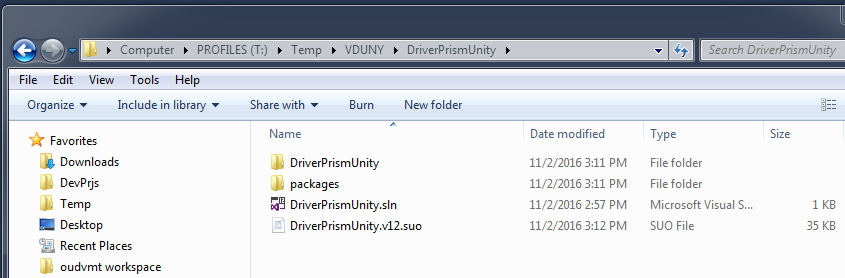 Computer PROFILES (T:) Temp VDUNY DriverPrismUnity Search DriverPrismUnity
File Edit View Tools Help
Organize Include in library Share with Burn New folder
Name Date modified Type Size
Favorites
Downloads
DevPrjs
Temp
Desktop
Recent Places
oudvmt workspace
DriverPrismUnity 11/2/2016 3:11 PM File folder
packages 11/2/2016 3:11 PM File folder
DriverPrismUnity.sln 11/2/2016 2:57 PM Microsoft Visual S... 1 KB
DriverPrismUnity.v12.suo 11/2/2016 3:12 PM SUO File 35 KB